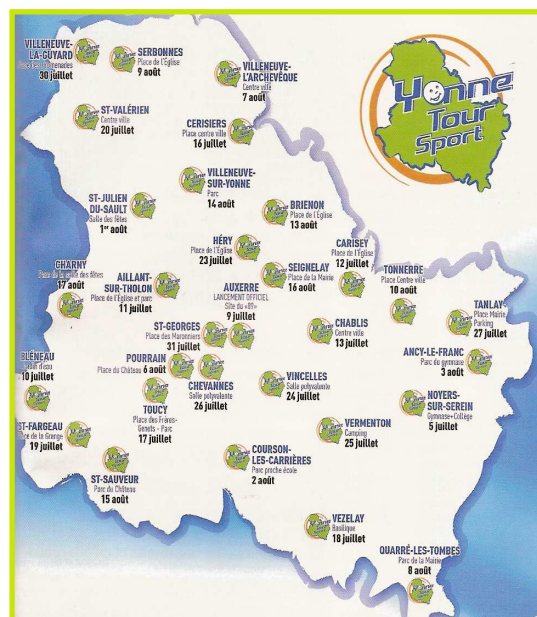 VILLENEUVE-
LA-GUYARD
30 juillet
SERBONNES
Place de l'Église
9 août
VILLENEUVE-
L'ARCHEVÊQUE
Centre ville
7 août
Yonne
Tour
Sport
ST-VALÉRIEN
Centre ville
20 juillet
CERISIERS
Place centre ville
16 juillet
VILLENEUVE-
SUR-YONNE
Parc
14 août
ST-JULIEN
DU-SAULT
Salle des fêtes
1er août
BRIENON
Place de l'Église
13 août
HÉRY
Place de l'Église
23 juillet
CARISEY
Place de l'Église
12 juillet
CHARNY
17 août
AILLANT-
SUR-THOLON
Place de l'Église et parc
11 juillet
SEIGNELAY
Place de la Mairie
16 août
TONNERRE
Place Centre ville
10 août
AUXERRE
LANCEMENT OFFICIEL
Site du «89»
9 juillet
TANLAY-
Place Mairie
Parking
27 juillet
ST-GEORGES
Place des Maronniers
31 juillet
CHABLIS
Centre ville
13 juillet
ANCY-LE-FRANC
Parc du gymnase
3 août
BLÉNEAU
10 juillet
POURRAIN
Place du Château
6 août
CHEVANNES
Salle polyvalente
26 juillet
VINCELLES
Salle polyvalente
24 juillet
NOYERS-
SUR-SEREIN
Gymnase+Collège
5 juillet
TOUCY
Place des Frères-
Genets - Parc
17 juillet
VERMENTON
Camping
25 juillet
ST-FARGEAU
de la Grange
19 juillet
COURSON-
LES-CARRIÈRES
Parc proche école
2 août
ST-SAUVEUR
Parc du Château
15 août
VEZELAY
Basilique
18 juillet
QUARRÉ-LES-TOMBES
Parc de la Mairie
8 août